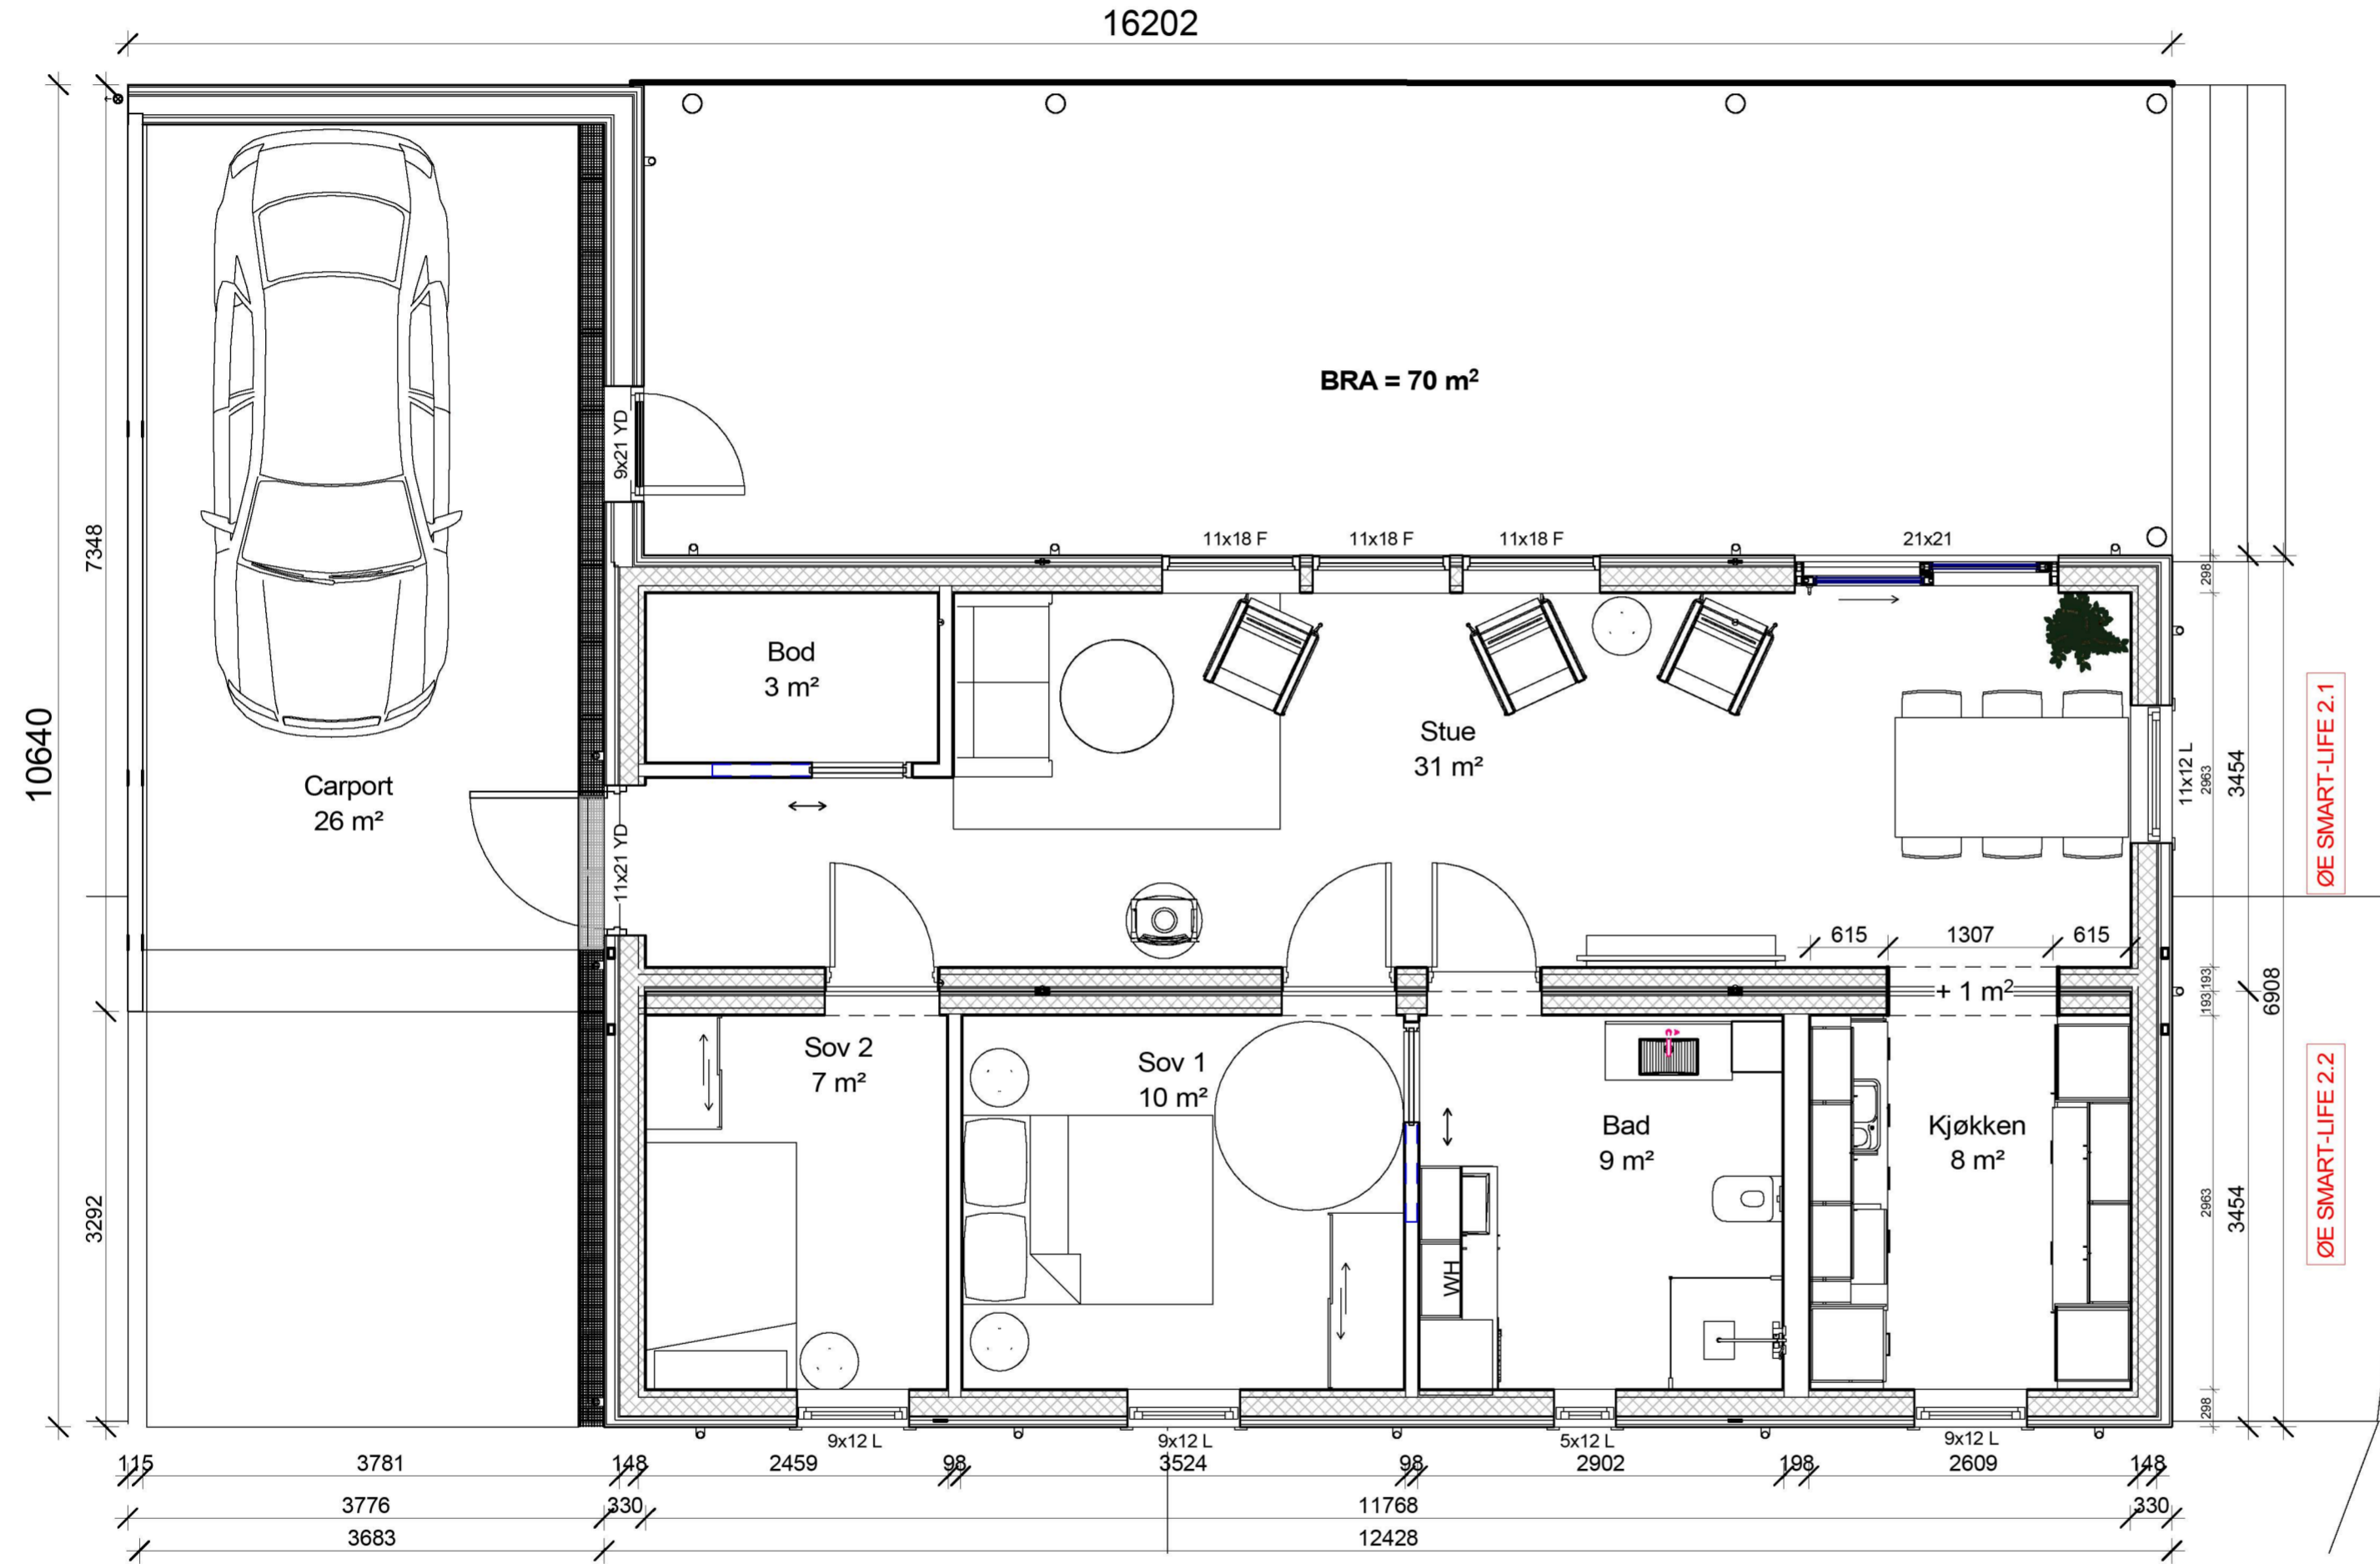 16202
10640
7348
3292
BRA = 70 m²
9x21 YD
11x18 F
11x18 F
11x18 F
21x21
298
Bod
3 m²
Stue
31 m²
Carport
26 m²
11x21 YD
11x12 L
2963
3454
ØE SMART-LIFE 2.1
615
1307
615
+ 1 m²
193
193
6908
Sov 2
7 m²
Sov 1
10 m²
Bad
9 m²
WH
Kjøkken
8 m²
2963
3454
ØE SMART-LIFE 2.2
298
9x12 L
9x12 L
5x12 L
9x12 L
115
3781
148
2459
98
3524
98
2902
198
2609
148
3776
330
11768
330
3683
12428